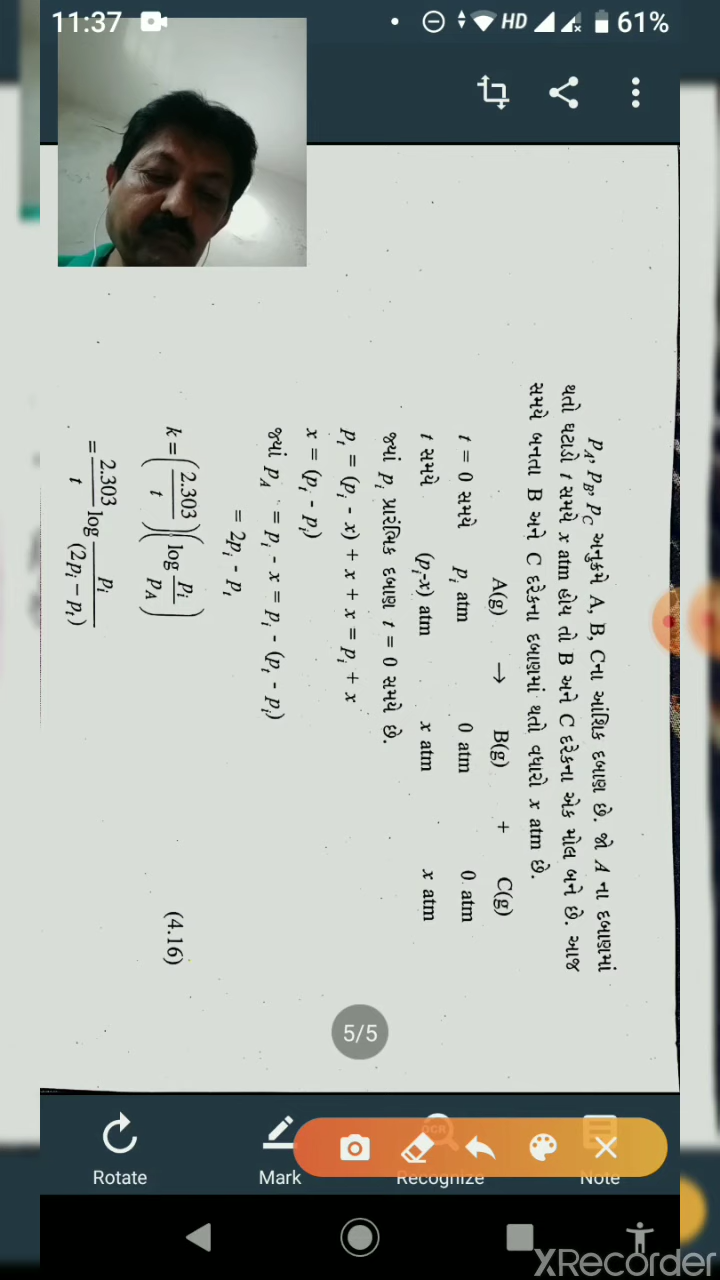 11:37
HD
61%
p_A, p_B, p_C અનુક્રમે A, B, Cના આંશિક દબાણ છે. જો A ના દબાણમાં
થતો ઘટાડો t સમયે x atm હોય તો B અને C દરેકના એક મોલ બને છે. આજ
સમયે બનતા B અને C દરેકના દબાણમાં થતો વધારો x atm છે.
A(g) → B(g) + C(g)
t = 0 સમયે p_i atm 0 atm 0 atm
t સમયે (p_i-x) atm x atm x atm
જ્યાં p_i પ્રારંભિક દબાણ t = 0 સમયે છે.
p_t = (p_i - x) + x + x = p_i + x
x = (p_t - p_i)
જ્યાં p_A = p_i - x = p_i - (p_t - p_i)
= 2p_i - p_t
k = (2.303/t)(log p_i/p_A) (4.16)
= 2.303/t log p_i/(2p_i – p_t)
5/5
OCR
Rotate Mark Recognize Note
XRecorder